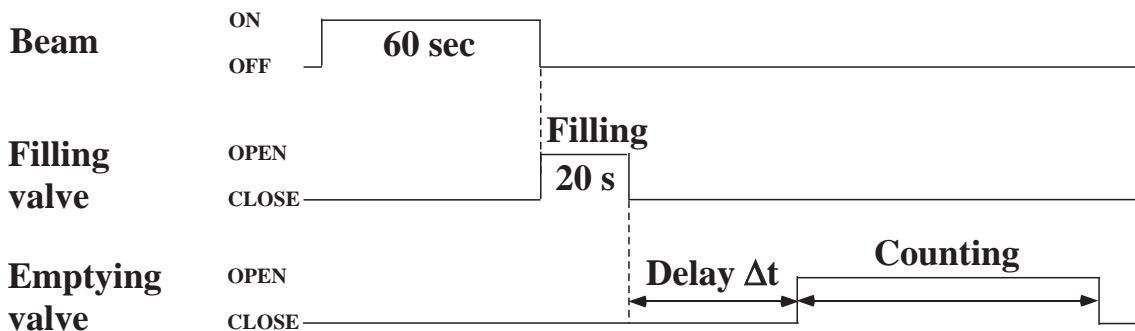 Beam
ON
60 sec
OFF
Filling valve
Filling
OPEN
20 s
CLOSE
Emptying valve
OPEN
Delay Δt
Counting
CLOSE